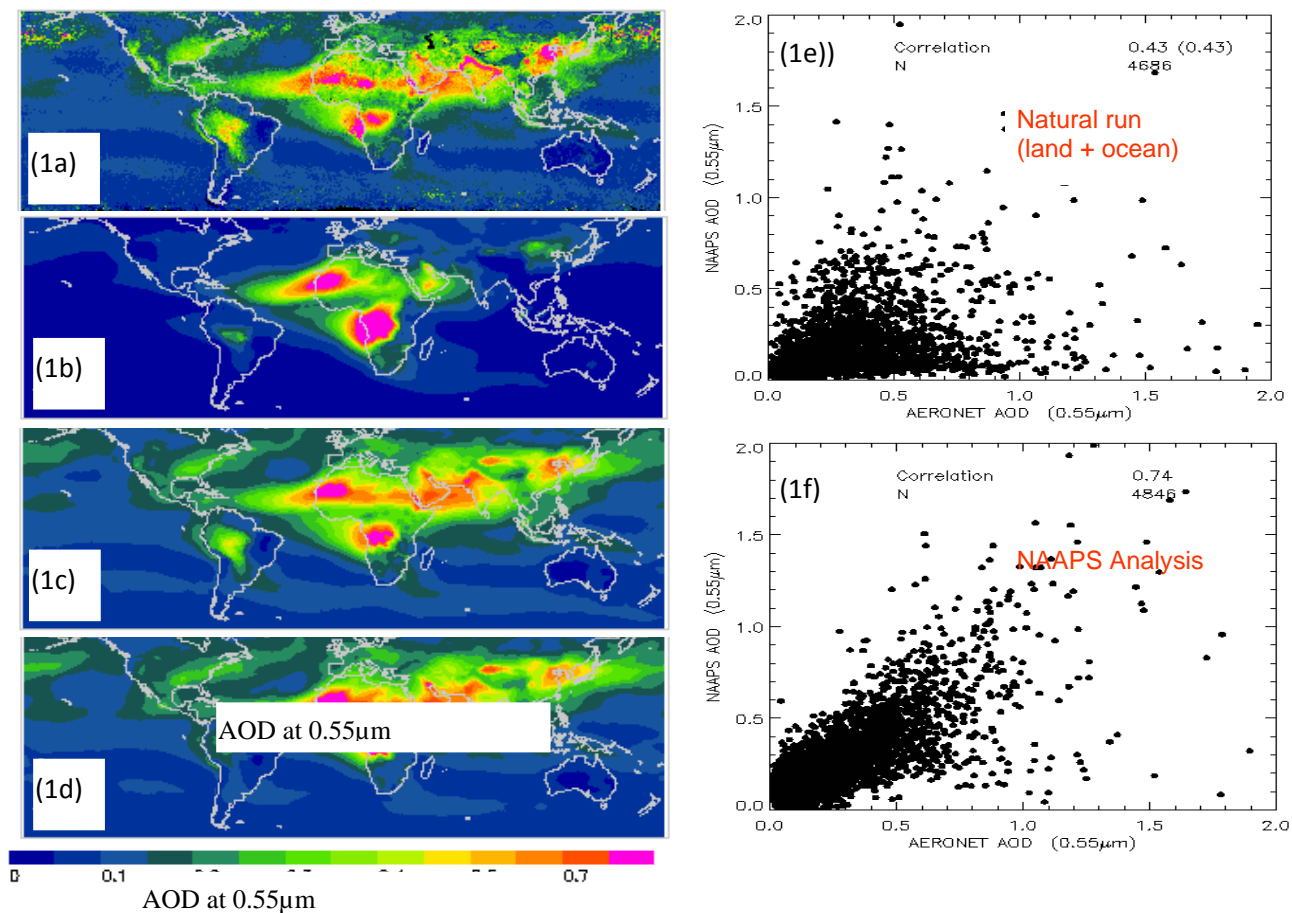 (1a)
(1b)
(1c)
AOD at 0.55µm
(1d)
0 0.1 0.7
AOD at 0.55µm
2.0
1.5
1.0
0.5
0.0
NAAPS AOD (0.55µm)
(1e))
Correlation 0.43 (0.43)
N 4686
Natural run
(land + ocean)
0.0 0.5 1.0 1.5 2.0
AERONET AOD (0.55µm)
2.0
1.5
1.0
0.5
0.0
NAAPS AOD (0.55µm)
(1f)
Correlation 0.74
N 4846
NAAPS Analysis
0.0 0.5 1.0 1.5 2.0
AERONET AOD (0.55µm)